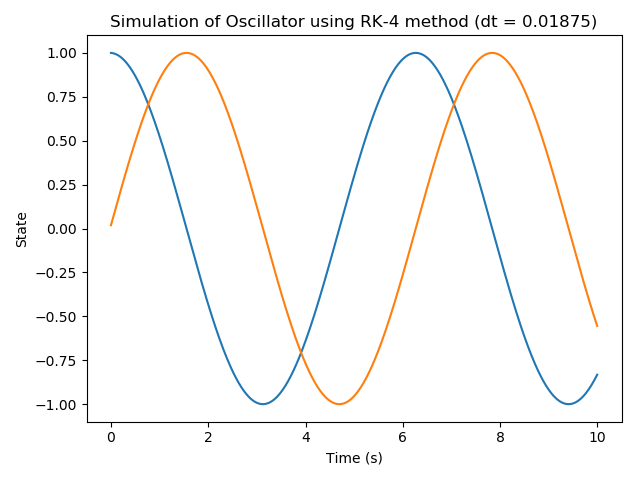 Simulation of Oscillator using RK-4 method (dt = 0.01875)
1.00
0.75
0.50
0.25
0.00
−0.25
−0.50
−0.75
−1.00
State
0 2 4 6 8 10
Time (s)